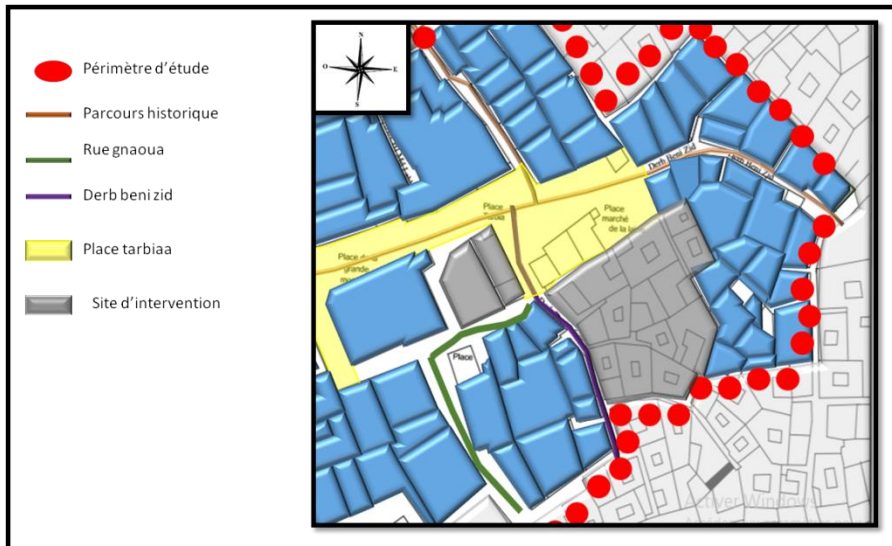 Périmètre d'étude
Parcours historique
Rue gnaoua
Derb beni zid
Place tarbiaa
Site d'intervention
N
O
E
S
Derb Beni Zid
Derb Beni Zid
Place
Place
marché
de la
Place
grande
Place
Activer Windows